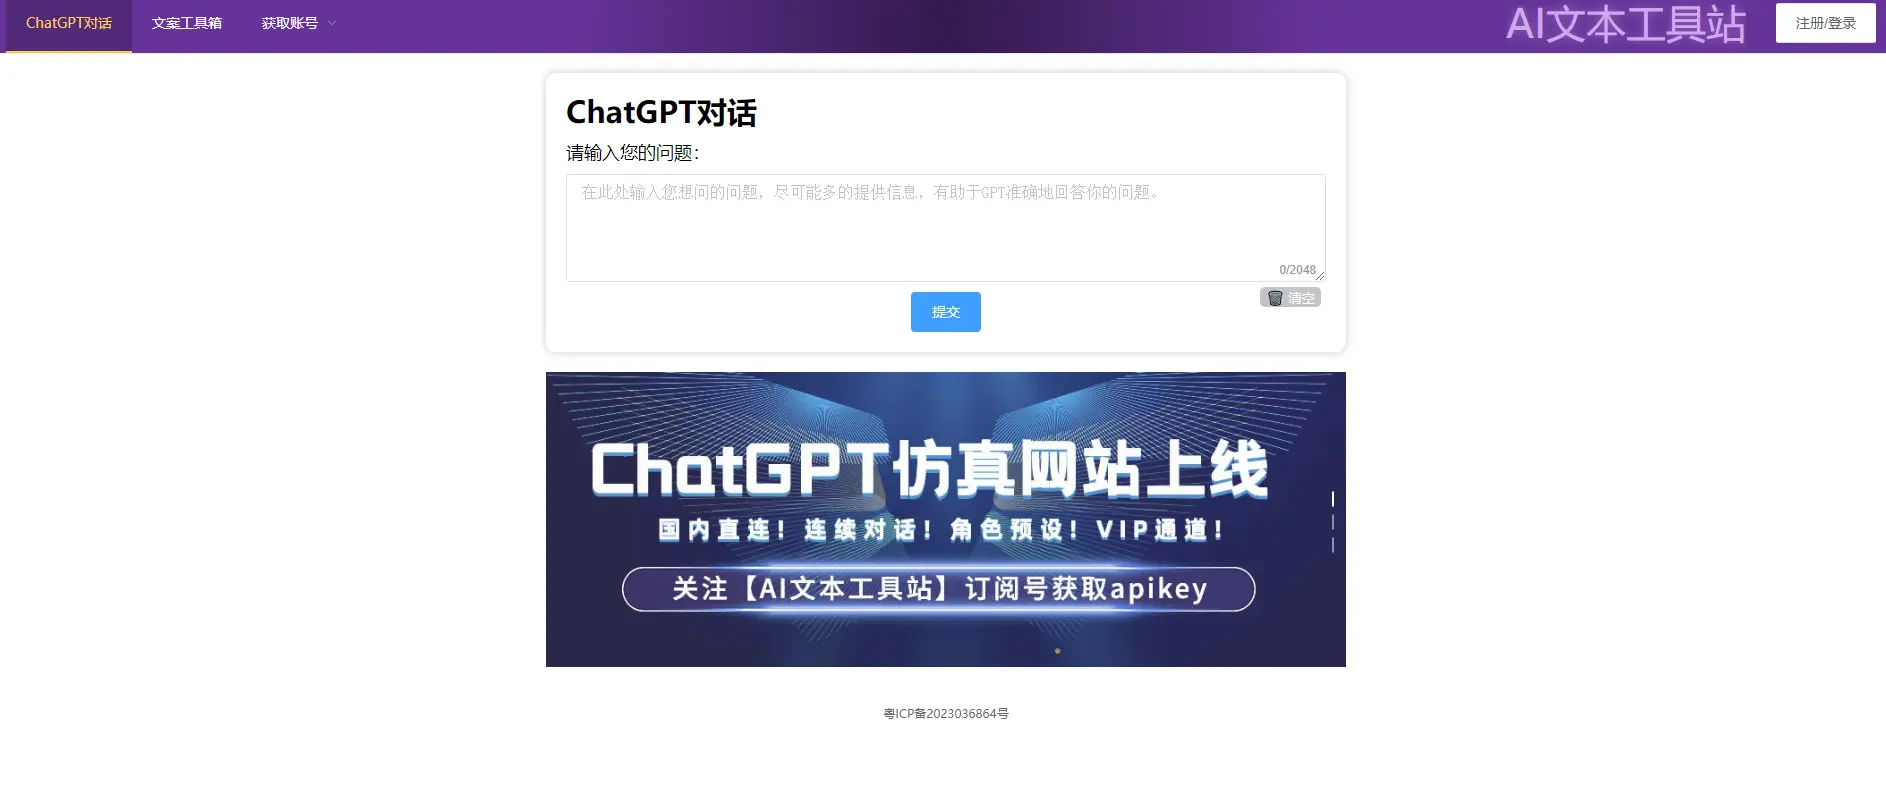 ChatGPT对话 文案工具箱 获取账号 AI文本工具站 注册/登录
ChatGPT对话
请输入您的问题：
在此处输入您想问的问题，尽可能多的提供信息，有助于GPT准确地回答你的问题。
0/2048
清空
提交
ChatGPT仿真网站上线
国内直连！连续对话！角色预设！VIP通道！
关注【AI文本工具站】订阅号获取apikey
粤ICP备2023036864号